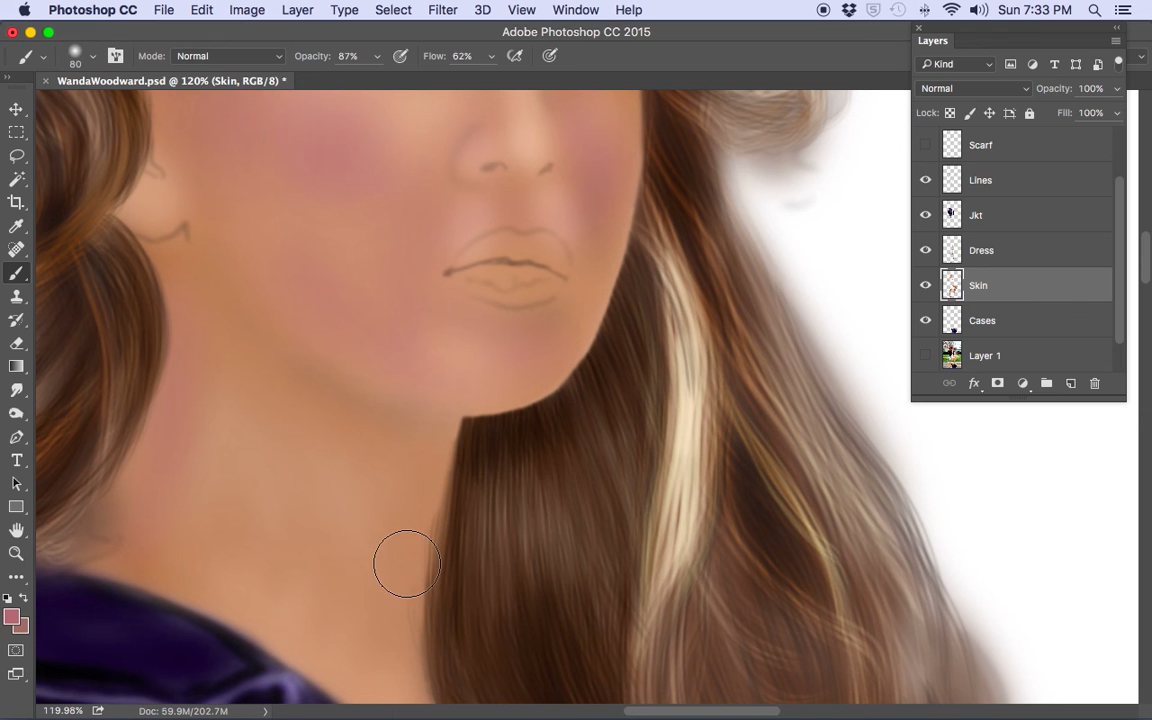 Photoshop CC File Edit Image Layer Type Select Filter 3D View Window Help Sun 7:33 PM
Adobe Photoshop CC 2015
80 Mode: Normal Opacity: 87% Flow: 62%
WandaWoodward.psd @ 120% (Skin, RGB/8) *
Layers
Kind
Normal Opacity: 100%
Lock: Fill: 100%
Scarf
Lines
Jkt
Dress
Skin
Cases
Layer 1
119.98% Doc: 59.9M/202.7M